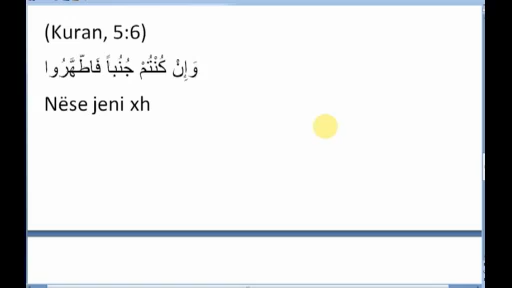 (Kuran, 5:6)
وَإِنْ كُنْتُمْ جُنُباً فَاطَّهَّرُوا
Nëse jeni xh